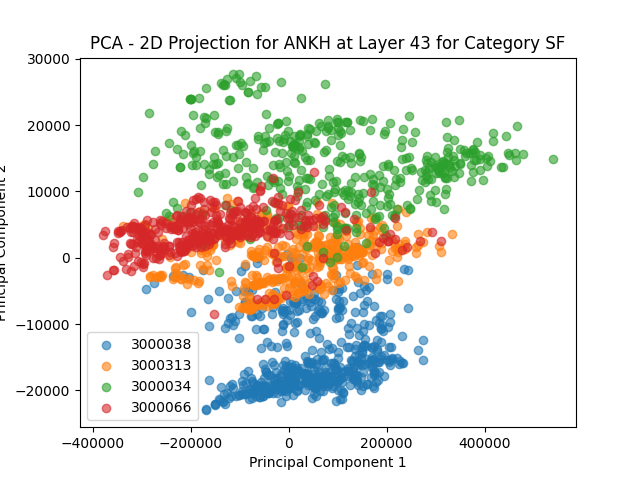 PCA - 2D Projection for ANKH at Layer 43 for Category SF
30000
20000
10000
0
−10000
−20000
Principal Component 2
3000038
3000313
3000034
3000066
−400000 −200000 0 200000 400000
Principal Component 1